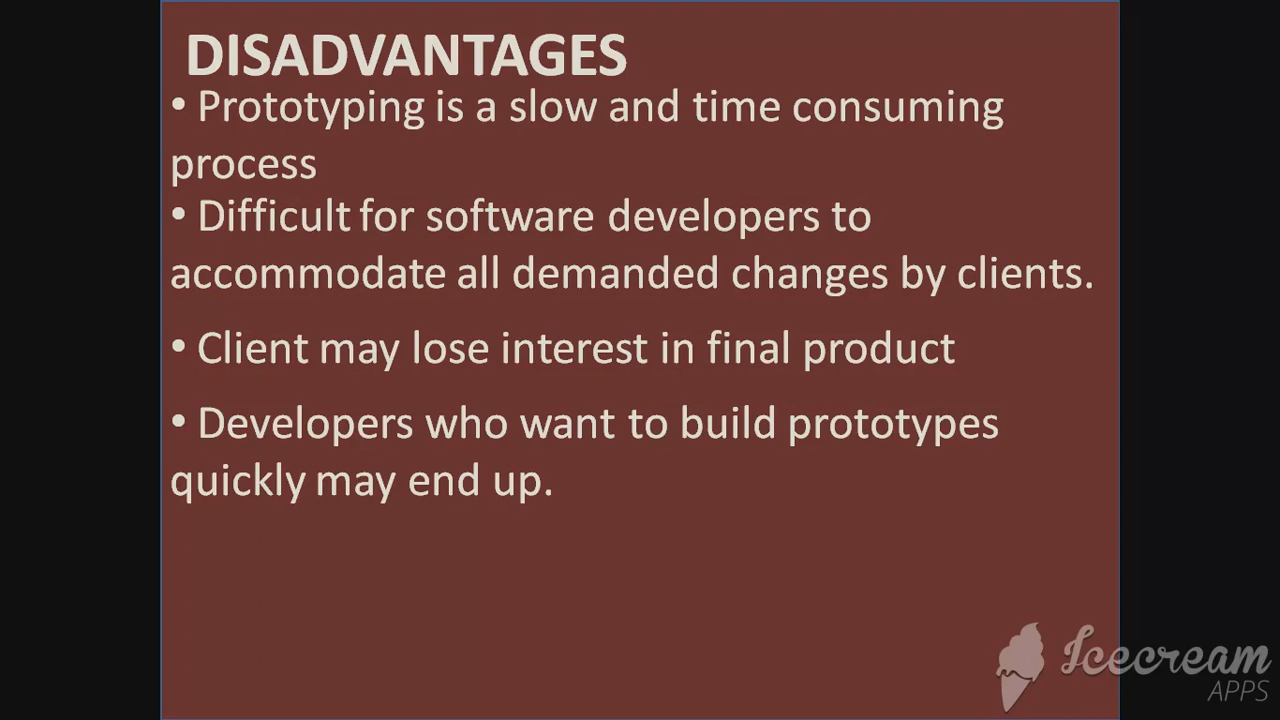 DISADVANTAGES
• Prototyping is a slow and time consuming
process
• Difficult for software developers to
accommodate all demanded changes by clients.
• Client may lose interest in final product
• Developers who want to build prototypes
quickly may end up.
Icecream
APPS